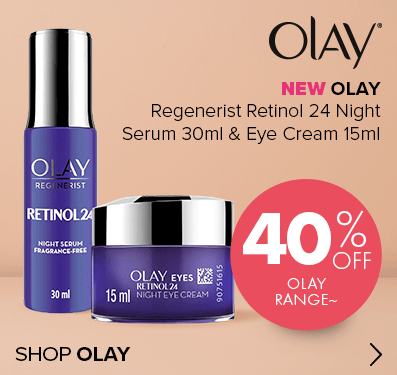 OLAY®
NEW OLAY
Regenerist Retinol 24 Night
Serum 30ml & Eye Cream 15ml
OLAY
REGENERIST
RETINOL24
NIGHT SERUM
FRAGRANCE-FREE
30 ml
OLAY EYES
RETINOL24
NIGHT EYE CREAM
15 ml
90751615
40% OFF
OLAY
RANGE~
SHOP OLAY